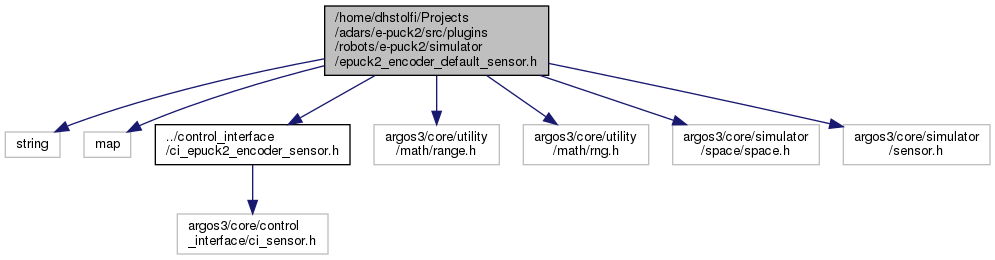 /home/dhstolfi/Projects
/adars/e-puck2/src/plugins
/robots/e-puck2/simulator
/epuck2_encoder_default_sensor.h
string
map
../control_interface
/ci_epuck2_encoder_sensor.h
argos3/core/utility
/math/range.h
argos3/core/utility
/math/rng.h
argos3/core/simulator
/space/space.h
argos3/core/simulator
/sensor.h
argos3/core/control
_interface/ci_sensor.h